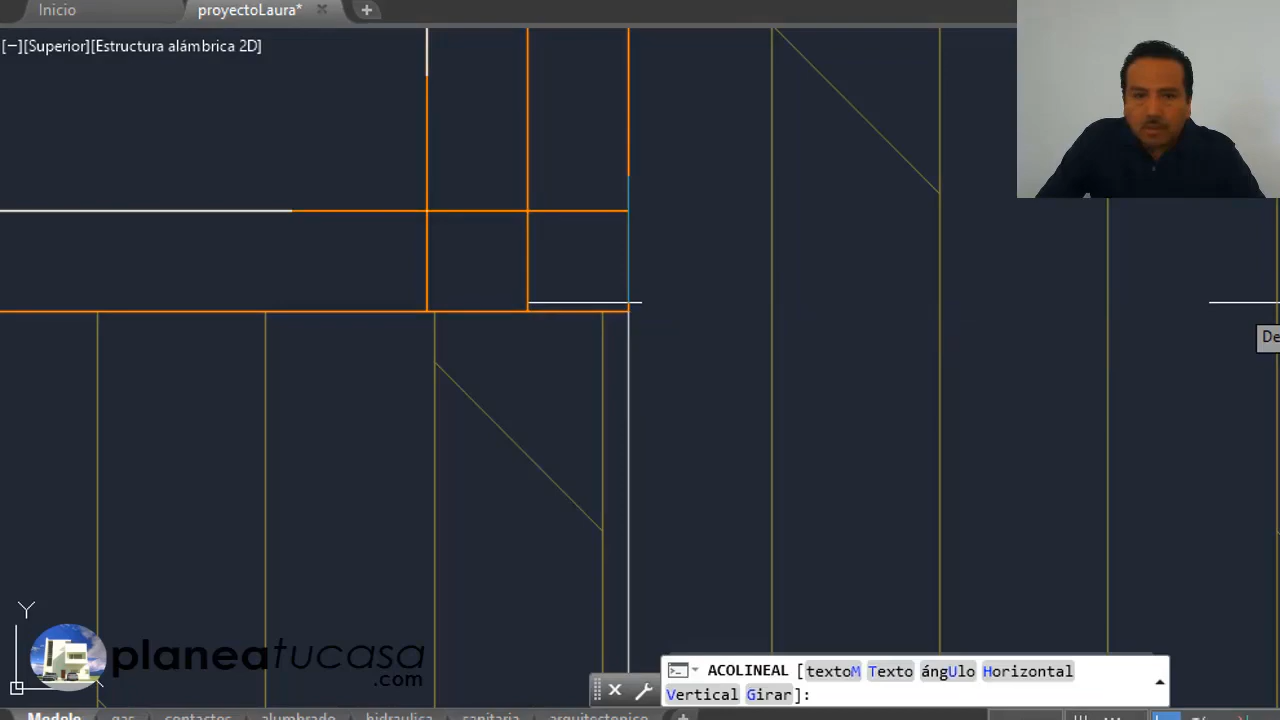 Inicio
proyectoLaura*
[−][Superior][Estructura alámbrica 2D]
De
Y
planeatucasa
.com
ACOLINEAL [textoM Texto ángUlo Horizontal
Vertical Girar]:
Modelo gas contactos alumbrado hidraulica sanitaria arquitectonico